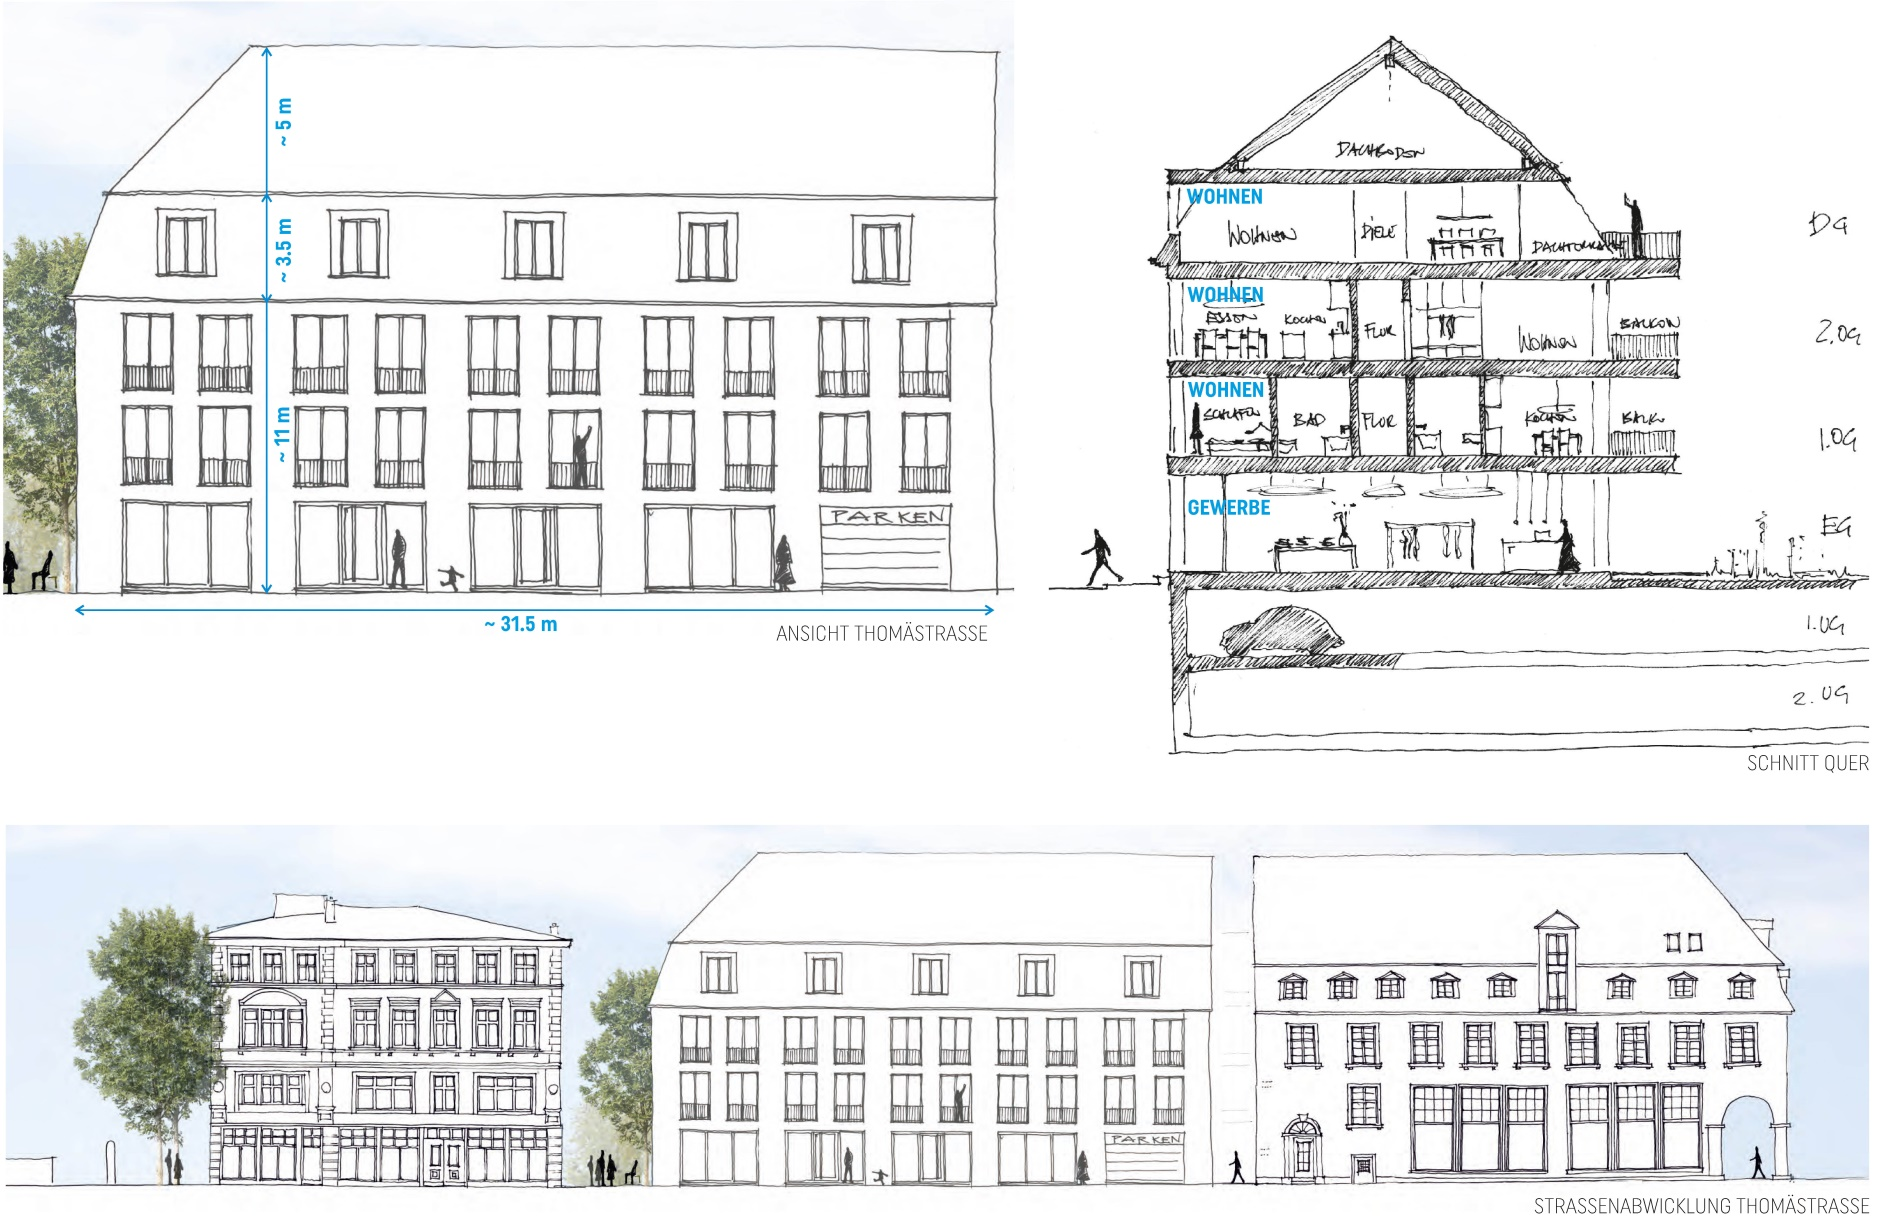 ~ 5 m
~ 3.5 m
~ 11 m
PARKEN
~ 31.5 m
ANSICHT THOMÄSTRASSE
DACHBODEN
WOHNEN
WOHNEN
DIELE
DG
WOHNEN
ESSEN
KOCHEN
FLUR
WOHNEN
BALKON
2.OG
WOHNEN
SCHLAFEN
BAD
FLUR
KOCHEN
BALK.
1.OG
GEWERBE
EG
1.UG
2.UG
SCHNITT QUER
PARKEN
STRASSENABWICKLUNG THOMÄSTRASSE